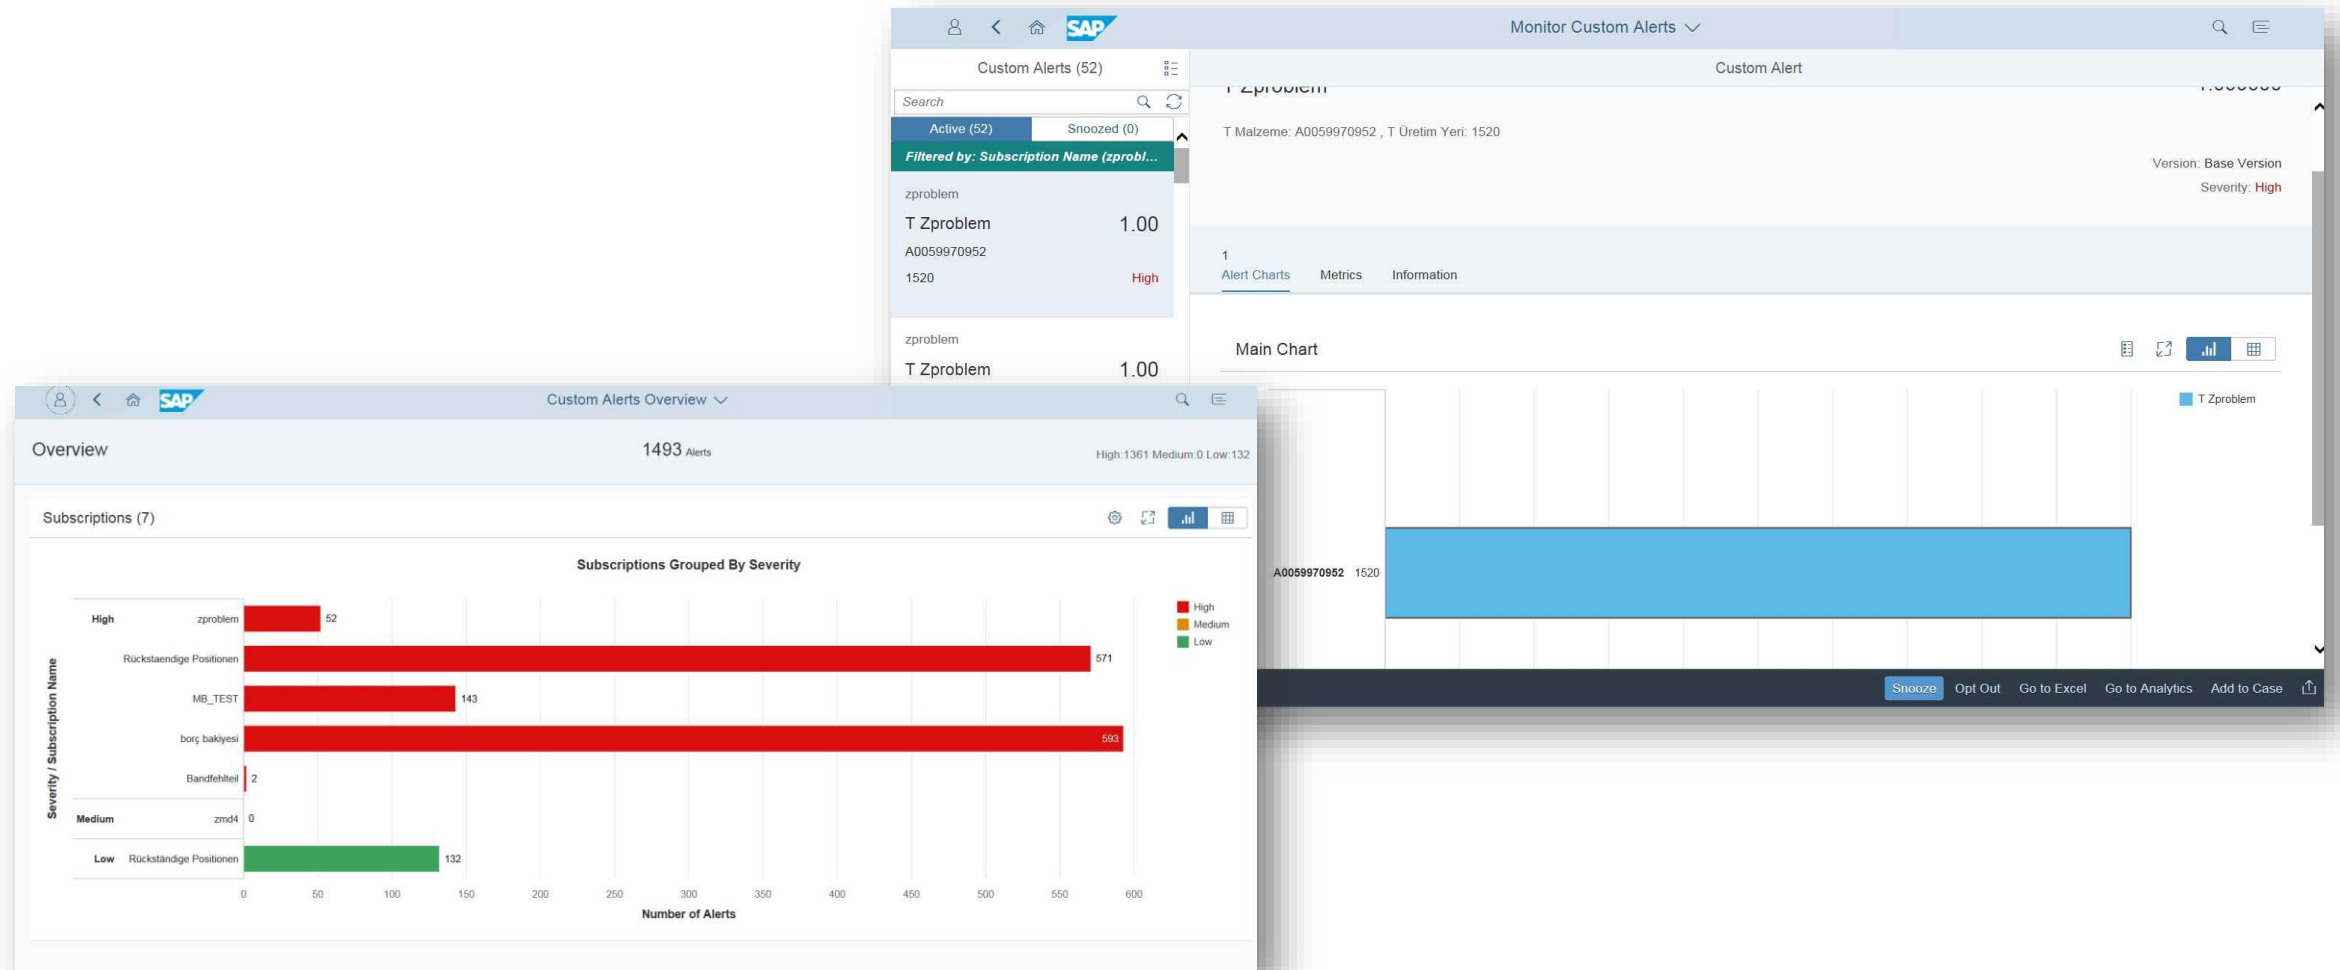 SAP
Monitor Custom Alerts
Custom Alerts (52)
Custom Alert
Search
Active (52)
Snoozed (0)
Filtered by: Subscription Name (zprobl...
zproblem
T Zproblem 1.00
A0059970952
1520 High
zproblem
T Zproblem 1.00
T Zproblem
T Malzeme: A0059970952 , T Üretim Yeri: 1520
Version: Base Version
Severity: High
1
Alert Charts Metrics Information
Main Chart
T Zproblem
A0059970952 1520
Snooze Opt Out Go to Excel Go to Analytics Add to Case
SAP
Custom Alerts Overview
Overview
1493 Alerts
High:1361 Medium:0 Low:132
Subscriptions (7)
Subscriptions Grouped By Severity
Severity / Subscription Name
High zproblem 52
Rückstaendige Positionen 571
MB_TEST 143
borç bakiyesi 593
Bandfehlteil 2
Medium zmd4 0
Low Rückständige Positionen 132
0 50 100 150 200 250 300 350 400 450 500 550 600
Number of Alerts
High
Medium
Low